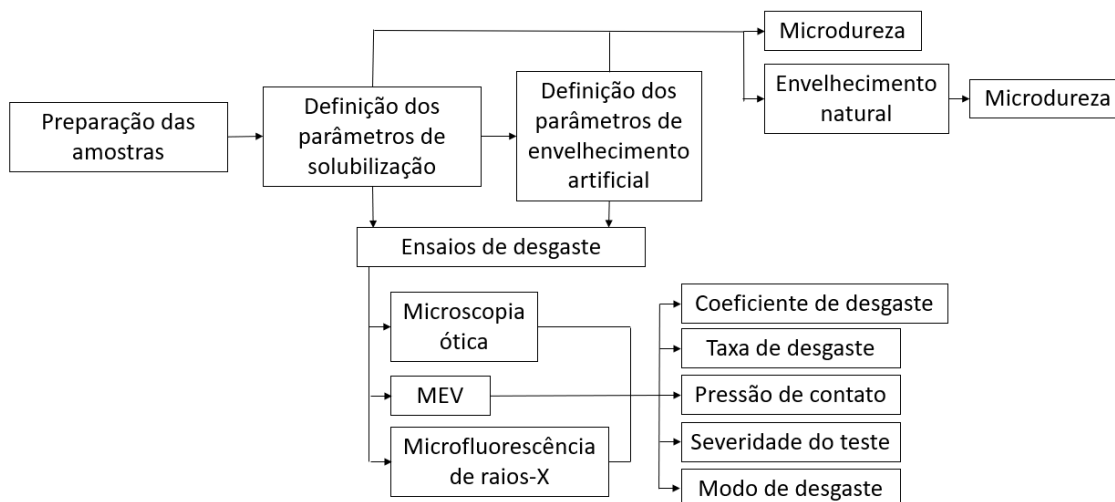 Microdureza
Preparação das
amostras
Definição dos
parâmetros de
solubilização
Definição dos
parâmetros de
envelhecimento
artificial
Envelhecimento
natural
Microdureza
Ensaios de desgaste
Microscopia
ótica
MEV
Microfluorescência
de raios-X
Coeficiente de desgaste
Taxa de desgaste
Pressão de contato
Severidade do teste
Modo de desgaste